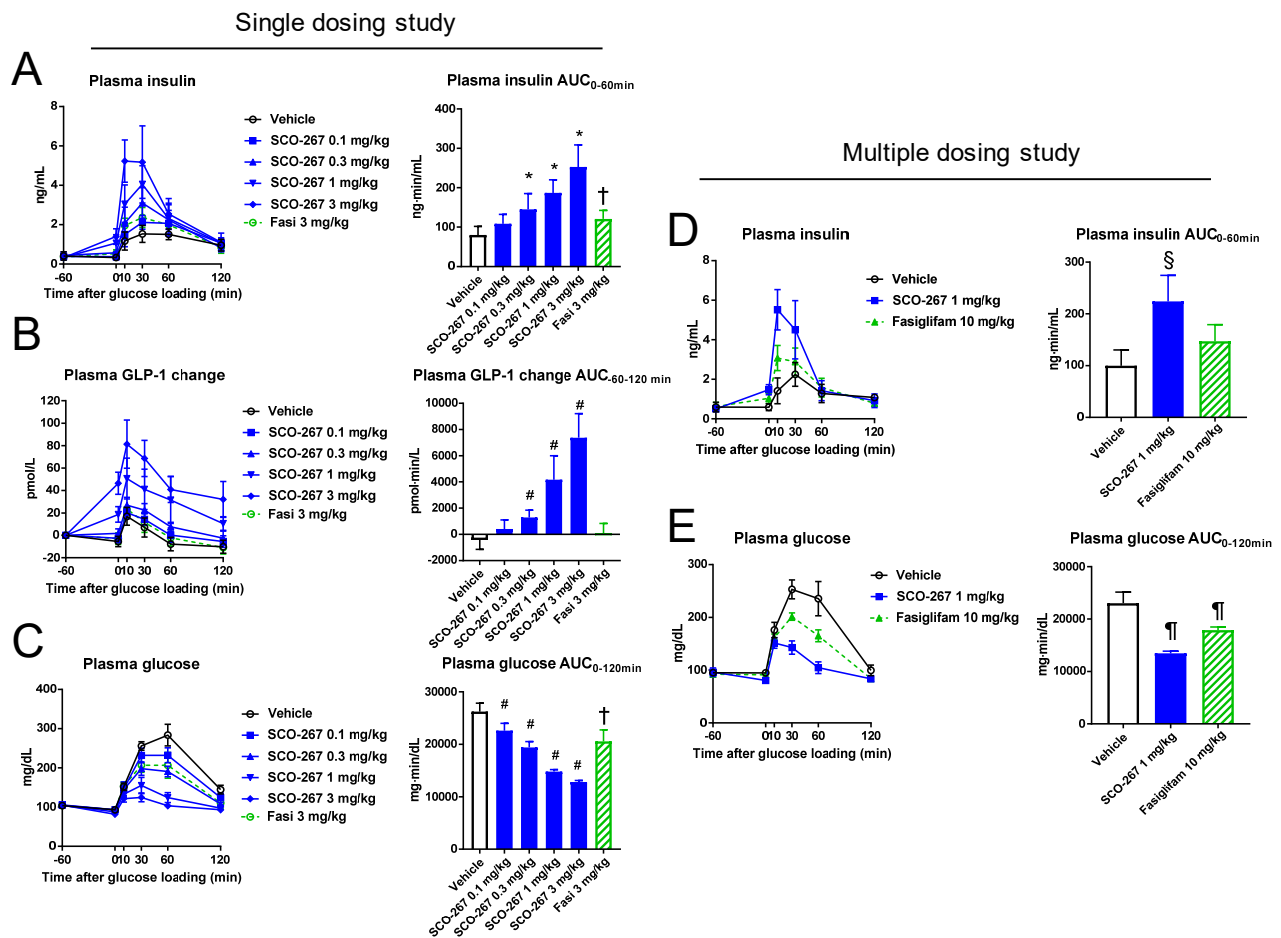 Single dosing study
A
Plasma insulin
ng/mL
8
6
4
2
0
-60 0 10 30 60 120
Time after glucose loading (min)
Vehicle
SCO-267 0.1 mg/kg
SCO-267 0.3 mg/kg
SCO-267 1 mg/kg
SCO-267 3 mg/kg
Fasi 3 mg/kg
Plasma insulin AUC0-60min
ng·min/mL
400
300
200
100
0
* * * †
Vehicle
SCO-267 0.1 mg/kg
SCO-267 0.3 mg/kg
SCO-267 1 mg/kg
SCO-267 3 mg/kg
Fasi 3 mg/kg
B
Plasma GLP-1 change
pmol/L
120
100
80
60
40
20
0
-20
-60 0 10 30 60 120
Time after glucose loading (min)
Vehicle
SCO-267 0.1 mg/kg
SCO-267 0.3 mg/kg
SCO-267 1 mg/kg
SCO-267 3 mg/kg
Fasi 3 mg/kg
Plasma GLP-1 change AUC-60-120 min
pmol·min/L
10000
8000
6000
4000
2000
0
-2000
# # #
Vehicle
SCO-267 0.1 mg/kg
SCO-267 0.3 mg/kg
SCO-267 1 mg/kg
SCO-267 3 mg/kg
Fasi 3 mg/kg
C
Plasma glucose
mg/dL
400
300
200
100
0
-60 0 10 30 60 120
Time after glucose loading (min)
Vehicle
SCO-267 0.1 mg/kg
SCO-267 0.3 mg/kg
SCO-267 1 mg/kg
SCO-267 3 mg/kg
Fasi 3 mg/kg
Plasma glucose AUC0-120min
mg·min/dL
30000
20000
10000
0
# # # # †
Vehicle
SCO-267 0.1 mg/kg
SCO-267 0.3 mg/kg
SCO-267 1 mg/kg
SCO-267 3 mg/kg
Fasi 3 mg/kg
Multiple dosing study
D
Plasma insulin
ng/mL
8
6
4
2
0
-60 0 10 30 60 120
Time after glucose loading (min)
Vehicle
SCO-267 1 mg/kg
Fasiglifam 10 mg/kg
Plasma insulin AUC0-60min
ng·min/mL
300
200
100
0
§
Vehicle
SCO-267 1 mg/kg
Fasiglifam 10 mg/kg
E
Plasma glucose
mg/dL
300
200
100
0
-60 0 10 30 60 120
Time after glucose loading (min)
Vehicle
SCO-267 1 mg/kg
Fasiglifam 10 mg/kg
Plasma glucose AUC0-120min
mg·min/dL
30000
20000
10000
0
¶ ¶
Vehicle
SCO-267 1 mg/kg
Fasiglifam 10 mg/kg